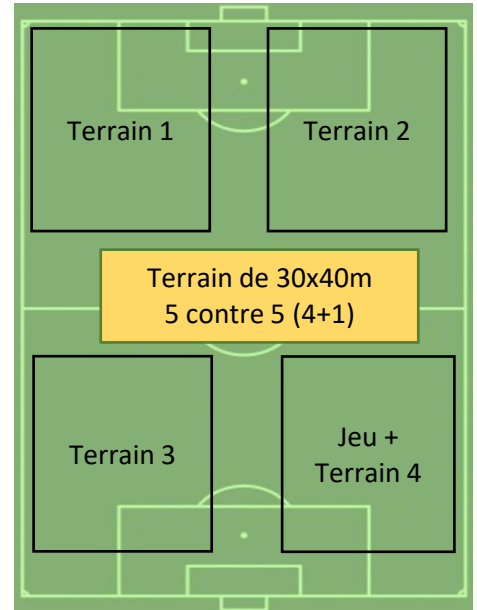 Terrain 1
Terrain 2
Terrain de 30x40m
5 contre 5 (4+1)
Terrain 3
Jeu +
Terrain 4